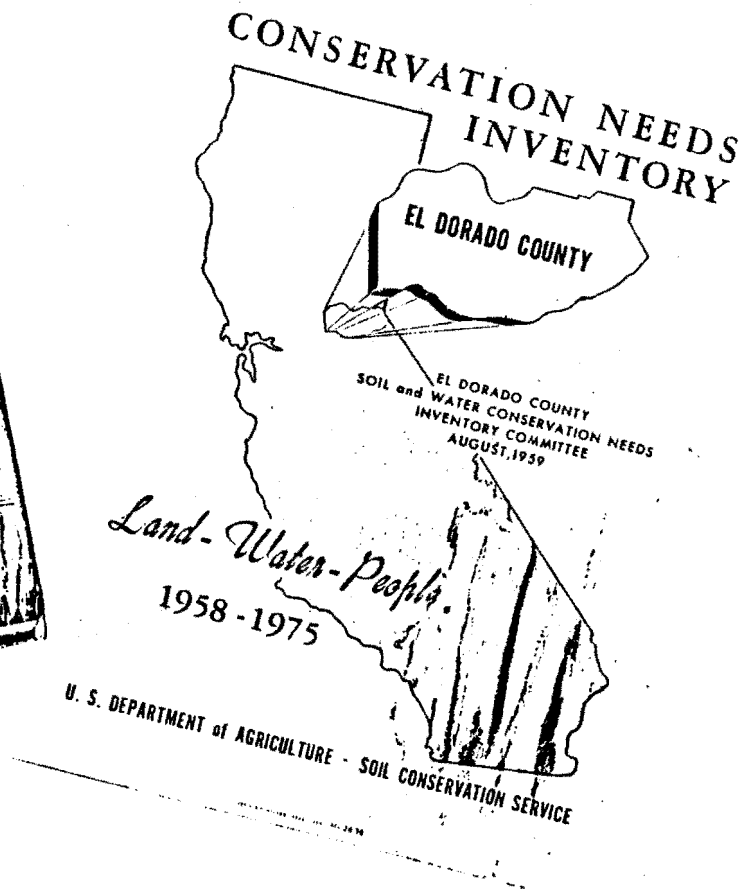 CONSERVATION NEEDS
INVENTORY
EL DORADO COUNTY
EL DORADO COUNTY
SOIL and WATER CONSERVATION NEEDS
INVENTORY COMMITTEE
AUGUST, 1959
Land - Water - People
1958 - 1975
U. S. DEPARTMENT of AGRICULTURE - SOIL CONSERVATION SERVICE